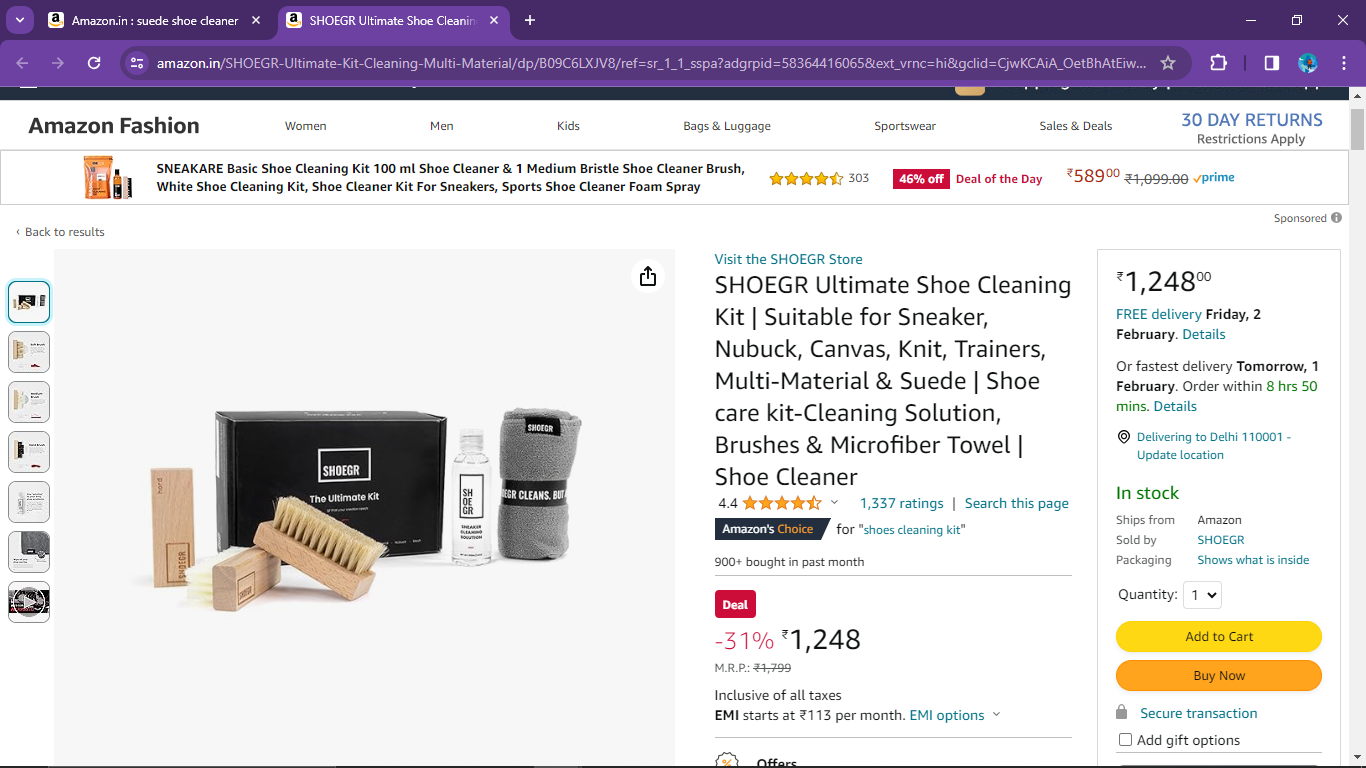 Amazon.in : suede shoe cleaner
SHOEGR Ultimate Shoe Cleanin
amazon.in/SHOEGR-Ultimate-Kit-Cleaning-Multi-Material/dp/B09C6LXJV8/ref=sr_1_1_sspa?adgrpid=58364416065&ext_vrnc=hi&gclid=CjwKCAiA_OetBhAtEiw...
Amazon Fashion
Women
Men
Kids
Bags & Luggage
Sportswear
Sales & Deals
30 DAY RETURNS
Restrictions Apply
SNEAKARE Basic Shoe Cleaning Kit 100 ml Shoe Cleaner & 1 Medium Bristle Shoe Cleaner Brush,
White Shoe Cleaning Kit, Shoe Cleaner Kit For Sneakers, Sports Shoe Cleaner Foam Spray
303
46% off Deal of the Day
₹58900 ₹1,099.00 prime
Sponsored
‹ Back to results
SHOEGR
The Ultimate Kit
hard
SHOEGR
SH
OE
GR
SNEAKER
CLEANING
SOLUTION
SHOEGR
EGR CLEANS. BUT
Visit the SHOEGR Store
SHOEGR Ultimate Shoe Cleaning
Kit | Suitable for Sneaker,
Nubuck, Canvas, Knit, Trainers,
Multi-Material & Suede | Shoe
care kit-Cleaning Solution,
Brushes & Microfiber Towel |
Shoe Cleaner
4.4 1,337 ratings | Search this page
Amazon's Choice for "shoes cleaning kit"
900+ bought in past month
Deal
-31% ₹1,248
M.R.P.: ₹1,799
Inclusive of all taxes
EMI starts at ₹113 per month. EMI options
Offers
₹1,24800
FREE delivery Friday, 2
February. Details
Or fastest delivery Tomorrow, 1
February. Order within 8 hrs 50
mins. Details
Delivering to Delhi 110001 -
Update location
In stock
Ships from Amazon
Sold by SHOEGR
Packaging Shows what is inside
Quantity: 1
Add to Cart
Buy Now
Secure transaction
Add gift options